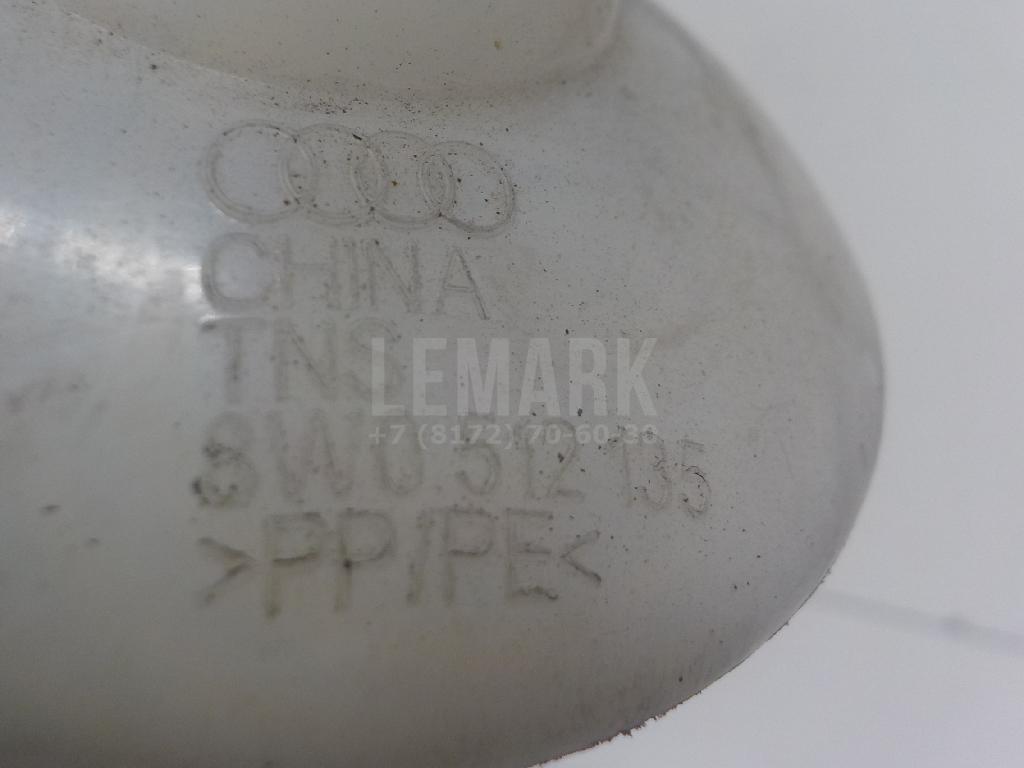 CHINA
TNS
LEMARK
8W0 512 135
+7 (8172) 70-60-30
>PP/PE<